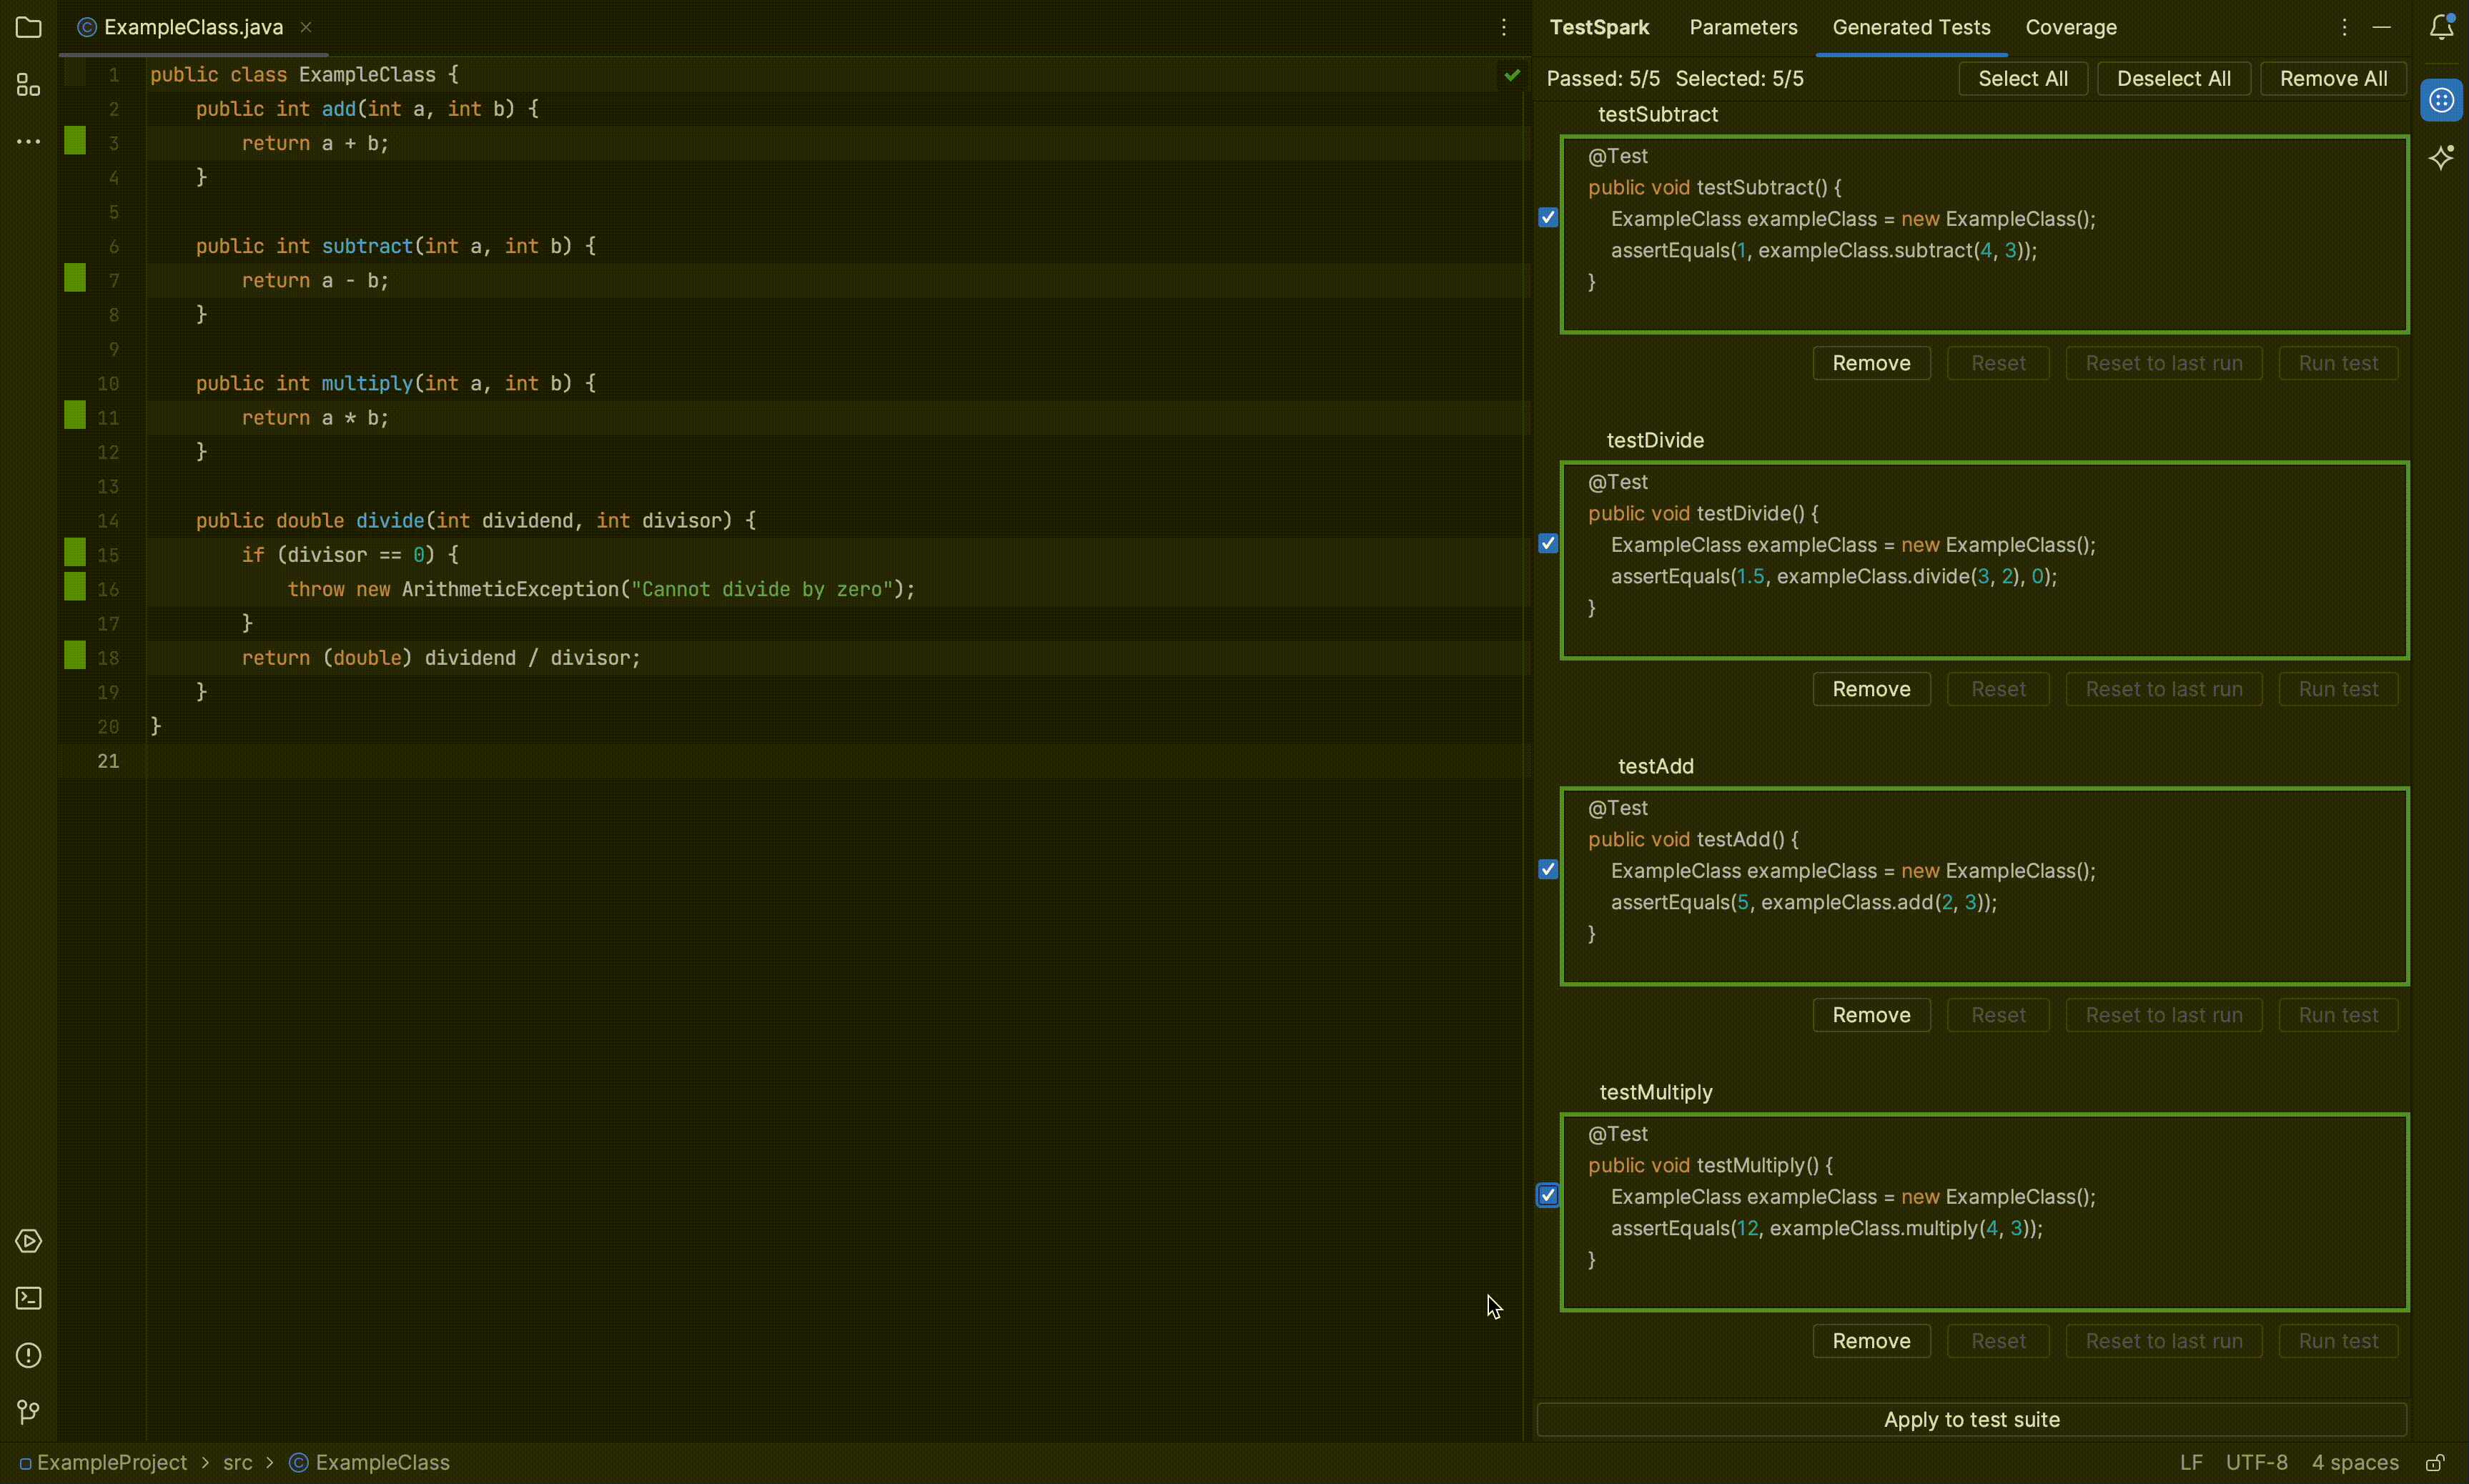 ExampleClass.java
1 public class ExampleClass {
2 public int add(int a, int b) {
3 return a + b;
4 }
5
6 public int subtract(int a, int b) {
7 return a - b;
8 }
9
10 public int multiply(int a, int b) {
11 return a * b;
12 }
13
14 public double divide(int dividend, int divisor) {
15 if (divisor == 0) {
16 throw new ArithmeticException("Cannot divide by zero");
17 }
18 return (double) dividend / divisor;
19 }
20 }
21
TestSpark Parameters Generated Tests Coverage
Passed: 5/5 Selected: 5/5 Select All Deselect All Remove All
testSubtract
@Test
public void testSubtract() {
ExampleClass exampleClass = new ExampleClass();
assertEquals(1, exampleClass.subtract(4, 3));
}
Remove Reset Reset to last run Run test
testDivide
@Test
public void testDivide() {
ExampleClass exampleClass = new ExampleClass();
assertEquals(1.5, exampleClass.divide(3, 2), 0);
}
Remove Reset Reset to last run Run test
testAdd
@Test
public void testAdd() {
ExampleClass exampleClass = new ExampleClass();
assertEquals(5, exampleClass.add(2, 3));
}
Remove Reset Reset to last run Run test
testMultiply
@Test
public void testMultiply() {
ExampleClass exampleClass = new ExampleClass();
assertEquals(12, exampleClass.multiply(4, 3));
}
Remove Reset Reset to last run Run test
Apply to test suite
ExampleProject > src > ExampleClass
LF UTF-8 4 spaces